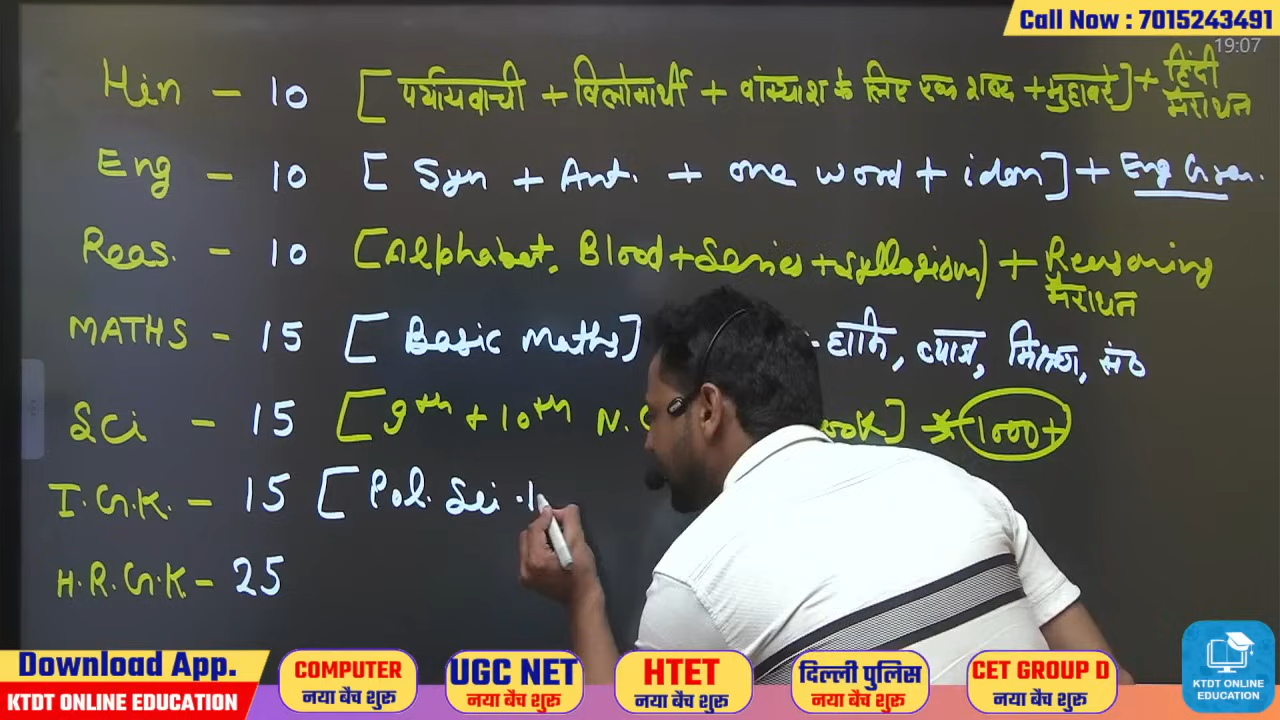 Call Now : 7015243491
19:07
Hin - 10 [पर्यायवाची + विलोमार्थी + वाक्यांश के लिए एक शब्द + मुहावरे] + हिंदी मैराथन
Eng - 10 [Syn + Ant. + one word + idom] + Eng
Reas. - 10 [Alphabet, Blood + Series + Syllogism) + Reasoning मैराथन
MATHS - 15 [Basic Maths] हानि, ब्याज, मिश्रण,
Sci - 15 [9th + 10th N. ook] * 1000+
I.G.K. - 15 [Pol. Sci
H.R.G.K - 25
Download App.
KTDT ONLINE EDUCATION
COMPUTER
नया बैच शुरू
UGC NET
नया बैच शुरू
HTET
नया बैच शुरू
दिल्ली पुलिस
नया बैच शुरू
CET GROUP D
नया बैच शुरू
KTDT ONLINE
EDUCATION